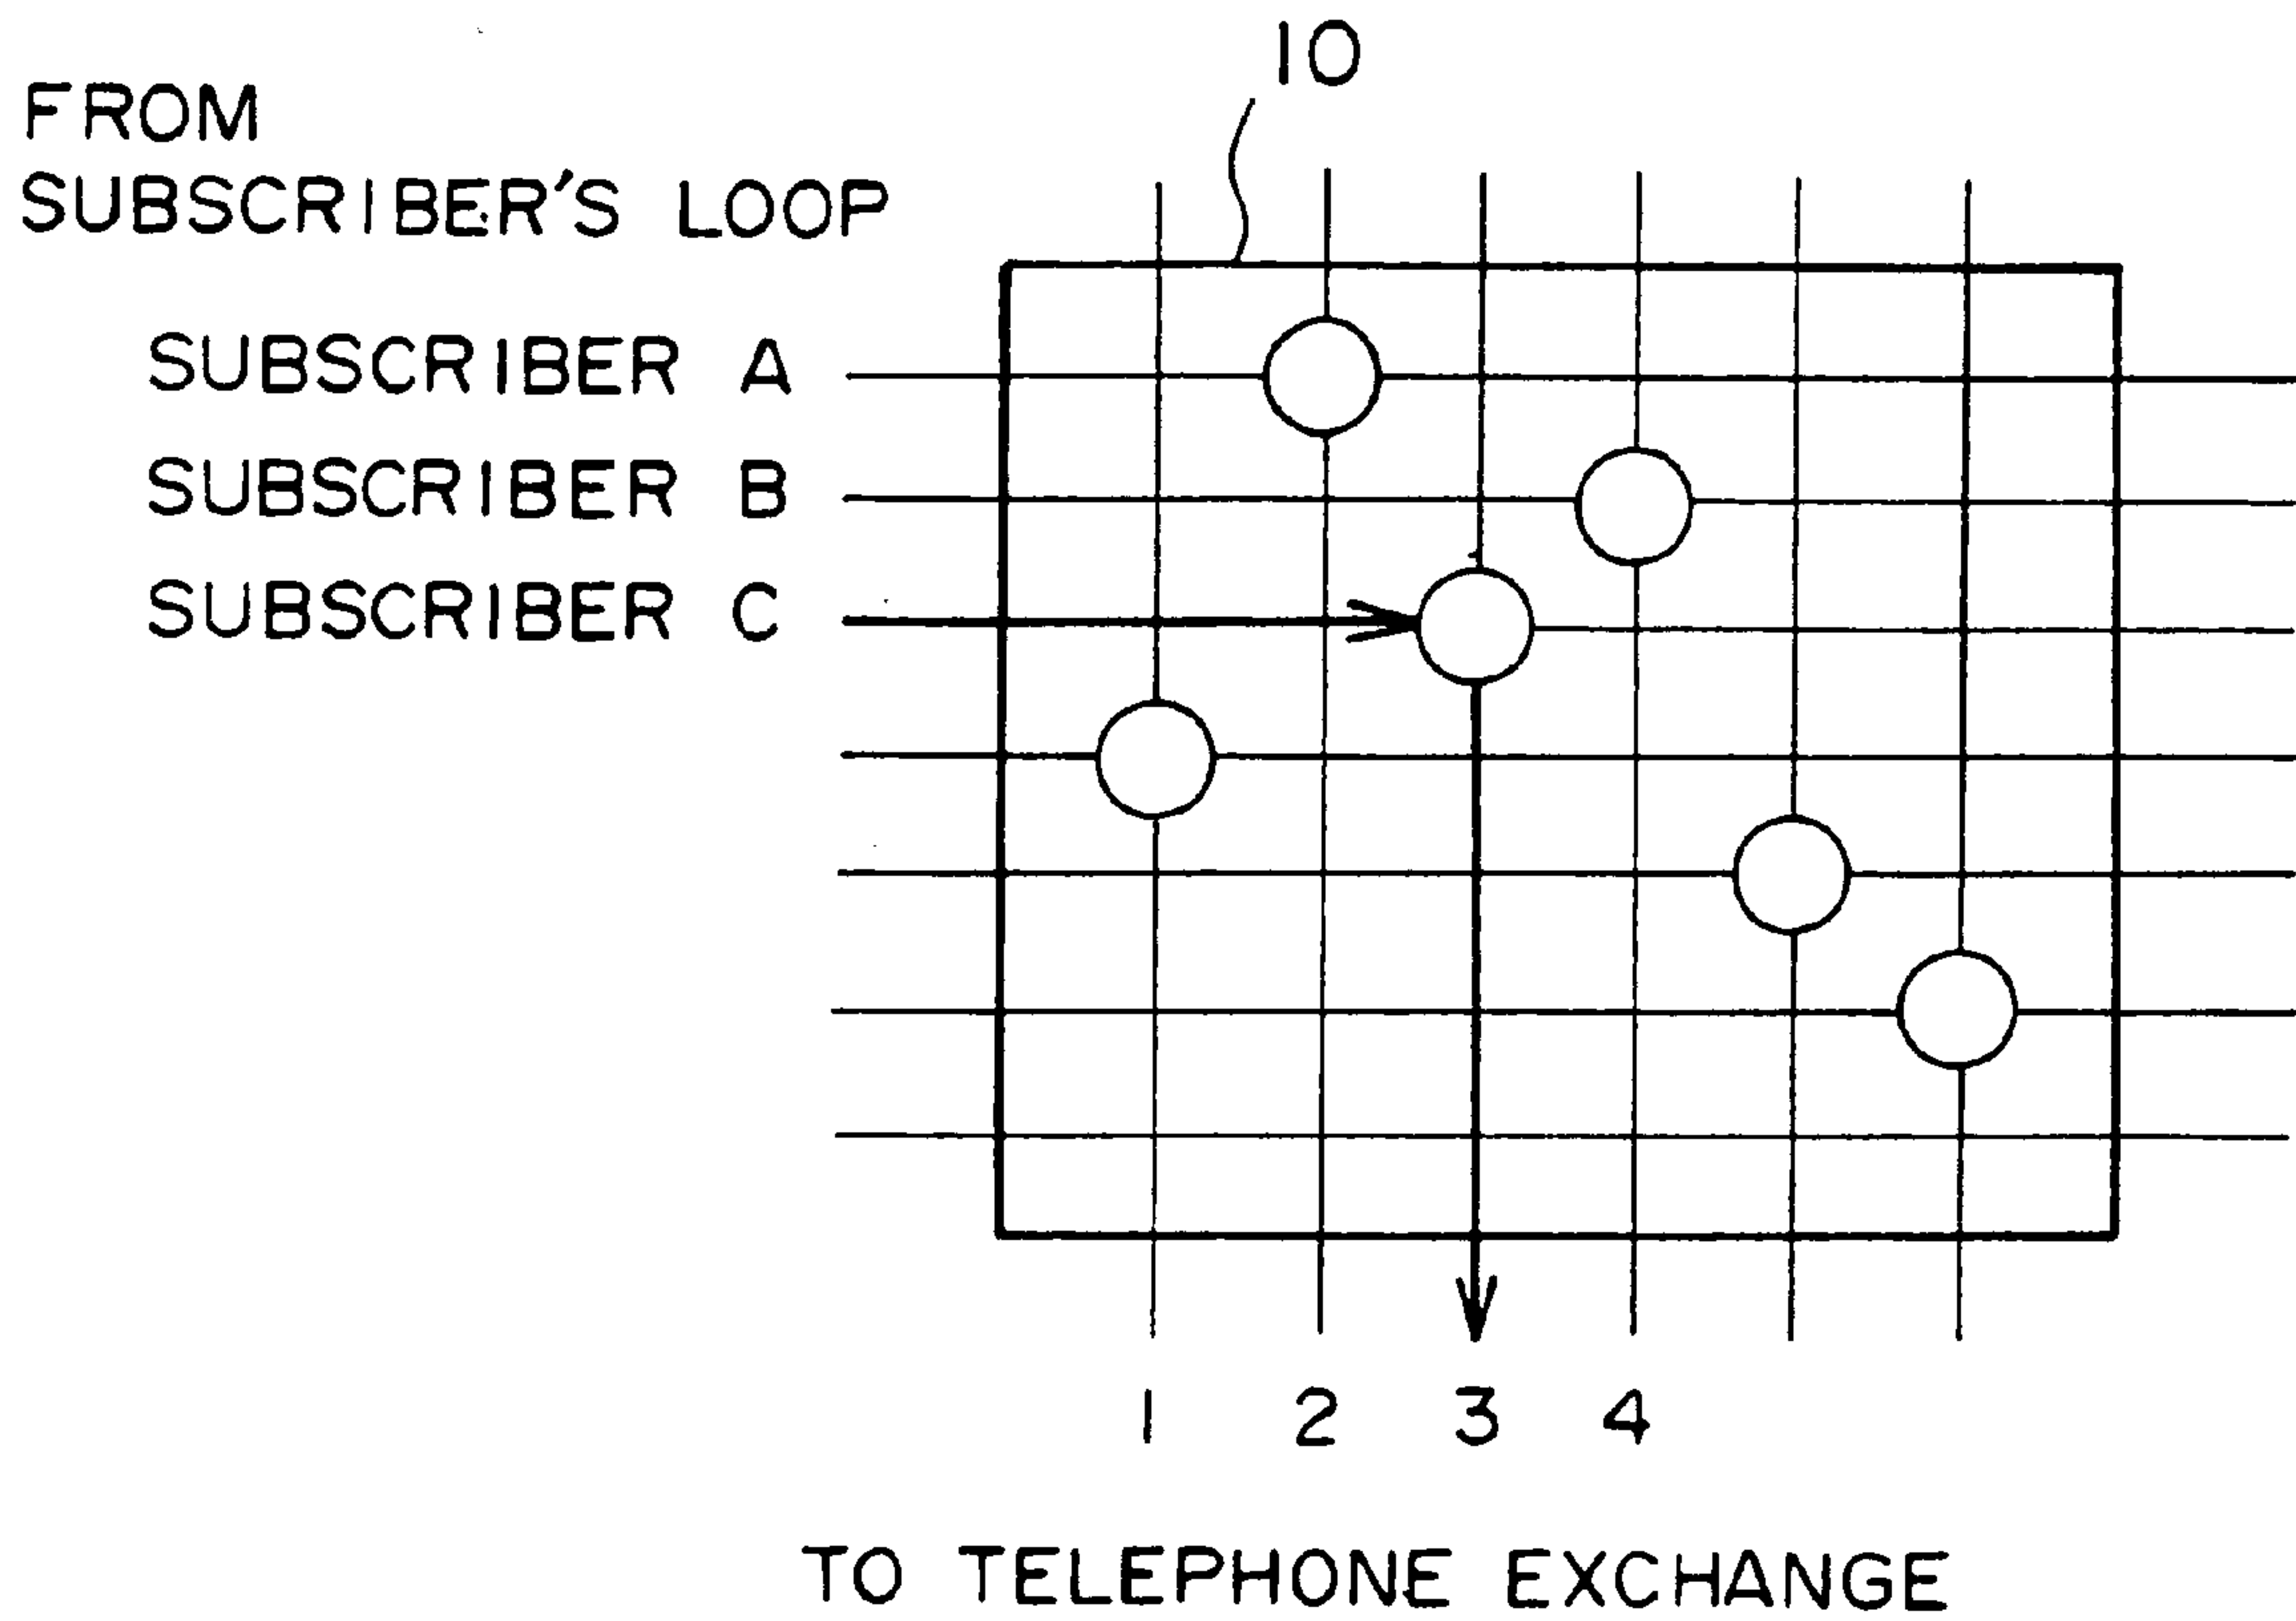 10
FROM
SUBSCRIBER'S LOOP
SUBSCRIBER A
SUBSCRIBER B
SUBSCRIBER C
1 2 3 4
TO TELEPHONE EXCHANGE